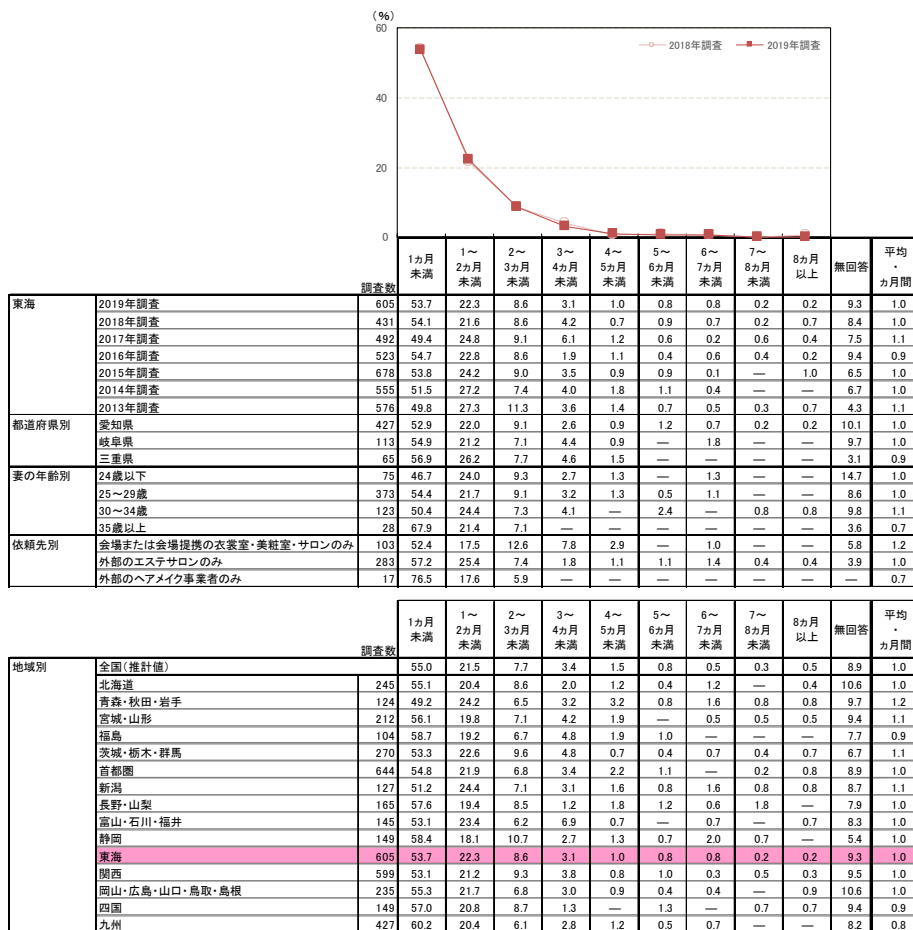 (%)
60
40
20
0
2018年調査 2019年調査
調査数 1ヵ月未満 1～2ヵ月未満 2～3ヵ月未満 3～4ヵ月未満 4～5ヵ月未満 5～6ヵ月未満 6～7ヵ月未満 7～8ヵ月未満 8ヵ月以上 無回答 平均・ヵ月間
東海 2019年調査 605 53.7 22.3 8.6 3.1 1.0 0.8 0.8 0.2 0.2 9.3 1.0
2018年調査 431 54.1 21.6 8.6 4.2 0.7 0.9 0.7 0.2 0.7 8.4 1.0
2017年調査 492 49.4 24.8 9.1 6.1 1.2 0.6 0.2 0.6 0.4 7.5 1.1
2016年調査 523 54.7 22.8 8.6 1.9 1.1 0.4 0.6 0.4 0.2 9.4 0.9
2015年調査 678 53.8 24.2 9.0 3.5 0.9 0.9 0.1 — 1.0 6.5 1.0
2014年調査 555 51.5 27.2 7.4 4.0 1.8 1.1 0.4 — — 6.7 1.0
2013年調査 576 49.8 27.3 11.3 3.6 1.4 0.7 0.5 0.3 0.7 4.3 1.1
都道府県別 愛知県 427 52.9 22.0 9.1 2.6 0.9 1.2 0.7 0.2 0.2 10.1 1.0
岐阜県 113 54.9 21.2 7.1 4.4 0.9 — 1.8 — — 9.7 1.0
三重県 65 56.9 26.2 7.7 4.6 1.5 — — — — 3.1 0.9
妻の年齢別 24歳以下 75 46.7 24.0 9.3 2.7 1.3 — 1.3 — — 14.7 1.0
25～29歳 373 54.4 21.7 9.1 3.2 1.3 0.5 1.1 — — 8.6 1.0
30～34歳 123 50.4 24.4 7.3 4.1 — 2.4 — 0.8 0.8 9.8 1.1
35歳以上 28 67.9 21.4 7.1 — — — — — — 3.6 0.7
依頼先別 会場または会場提携の衣裳室・美粧室・サロンのみ 103 52.4 17.5 12.6 7.8 2.9 — 1.0 — — 5.8 1.2
外部のエステサロンのみ 283 57.2 25.4 7.4 1.8 1.1 1.1 1.4 0.4 0.4 3.9 1.0
外部のヘアメイク事業者のみ 17 76.5 17.6 5.9 — — — — — — — 0.7
調査数 1ヵ月未満 1～2ヵ月未満 2～3ヵ月未満 3～4ヵ月未満 4～5ヵ月未満 5～6ヵ月未満 6～7ヵ月未満 7～8ヵ月未満 8ヵ月以上 無回答 平均・ヵ月間
地域別 全国(推計値) 55.0 21.5 7.7 3.4 1.5 0.8 0.5 0.3 0.5 8.9 1.0
北海道 245 55.1 20.4 8.6 2.0 1.2 0.4 1.2 — 0.4 10.6 1.0
青森・秋田・岩手 124 49.2 24.2 6.5 3.2 3.2 0.8 1.6 0.8 0.8 9.7 1.2
宮城・山形 212 56.1 19.8 7.1 4.2 1.9 — 0.5 0.5 0.5 9.4 1.1
福島 104 58.7 19.2 6.7 4.8 1.9 1.0 — — — 7.7 0.9
茨城・栃木・群馬 270 53.3 22.6 9.6 4.8 0.7 0.4 0.7 0.4 0.7 6.7 1.1
首都圏 644 54.8 21.9 6.8 3.4 2.2 1.1 — 0.2 0.8 8.9 1.0
新潟 127 51.2 24.4 7.1 3.1 1.6 0.8 1.6 0.8 0.8 8.7 1.1
長野・山梨 165 57.6 19.4 8.5 1.2 1.8 1.2 0.6 1.8 — 7.9 1.0
富山・石川・福井 145 53.1 23.4 6.2 6.9 0.7 — 0.7 — 0.7 8.3 1.0
静岡 149 58.4 18.1 10.7 2.7 1.3 0.7 2.0 0.7 — 5.4 1.0
東海 605 53.7 22.3 8.6 3.1 1.0 0.8 0.8 0.2 0.2 9.3 1.0
関西 599 53.1 21.2 9.3 3.8 0.8 1.0 0.3 0.5 0.3 9.5 1.0
岡山・広島・山口・鳥取・島根 235 55.3 21.7 6.8 3.0 0.9 0.4 0.4 — 0.9 10.6 1.0
四国 149 57.0 20.8 8.7 1.3 — 1.3 — 0.7 0.7 9.4 0.9
九州 427 60.2 20.4 6.1 2.8 1.2 0.5 0.7 — — 8.2 0.8